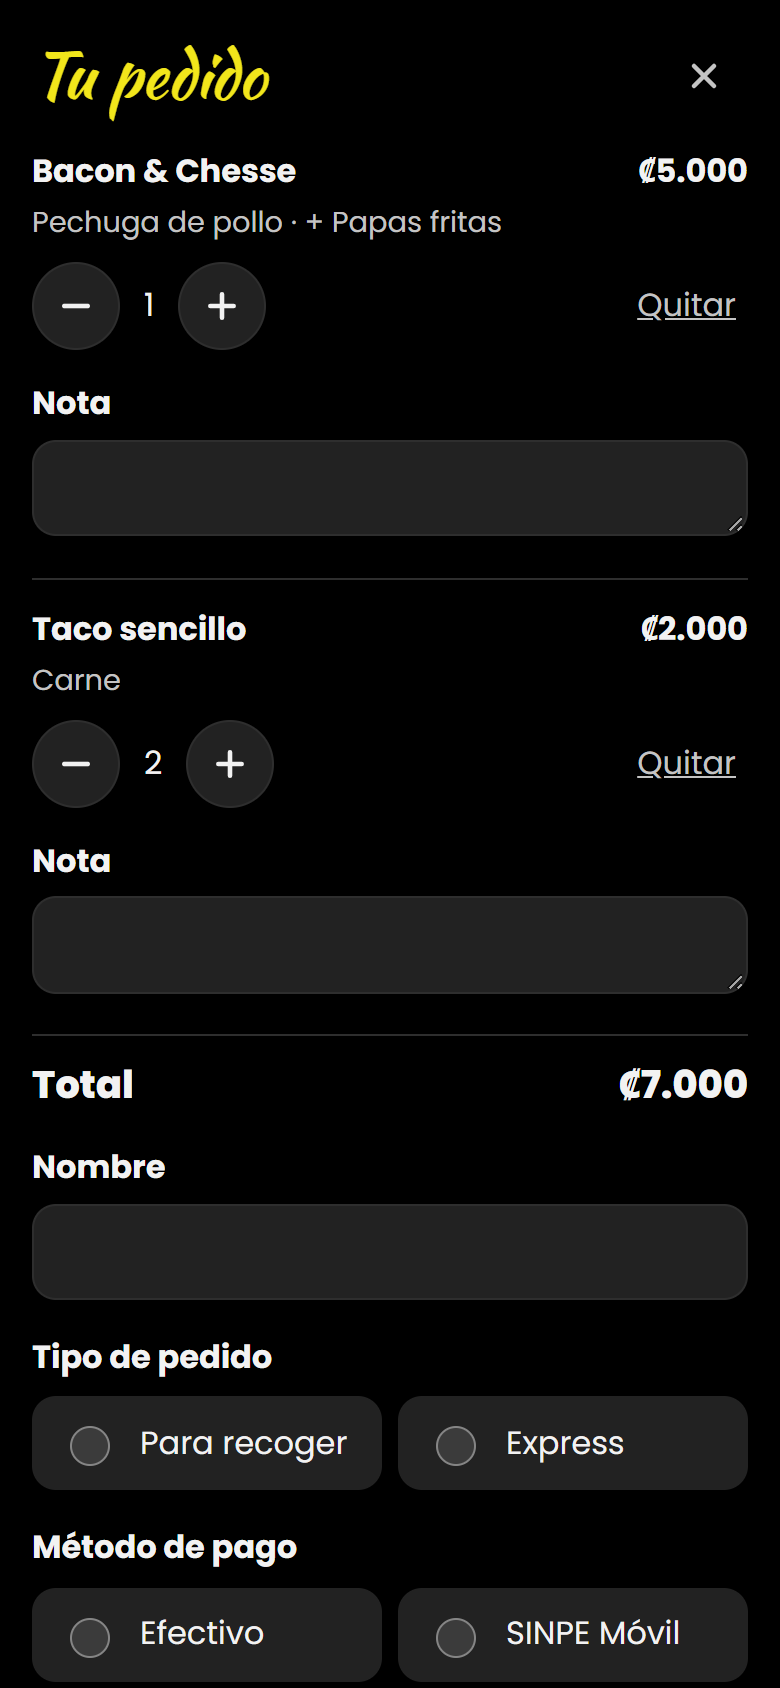 Tu pedido
Bacon & Chesse ₡5.000
Pechuga de pollo · + Papas fritas
1 Quitar
Nota
Taco sencillo ₡2.000
Carne
2 Quitar
Nota
Total ₡7.000
Nombre
Tipo de pedido
Para recoger Express
Método de pago
Efectivo SINPE Móvil